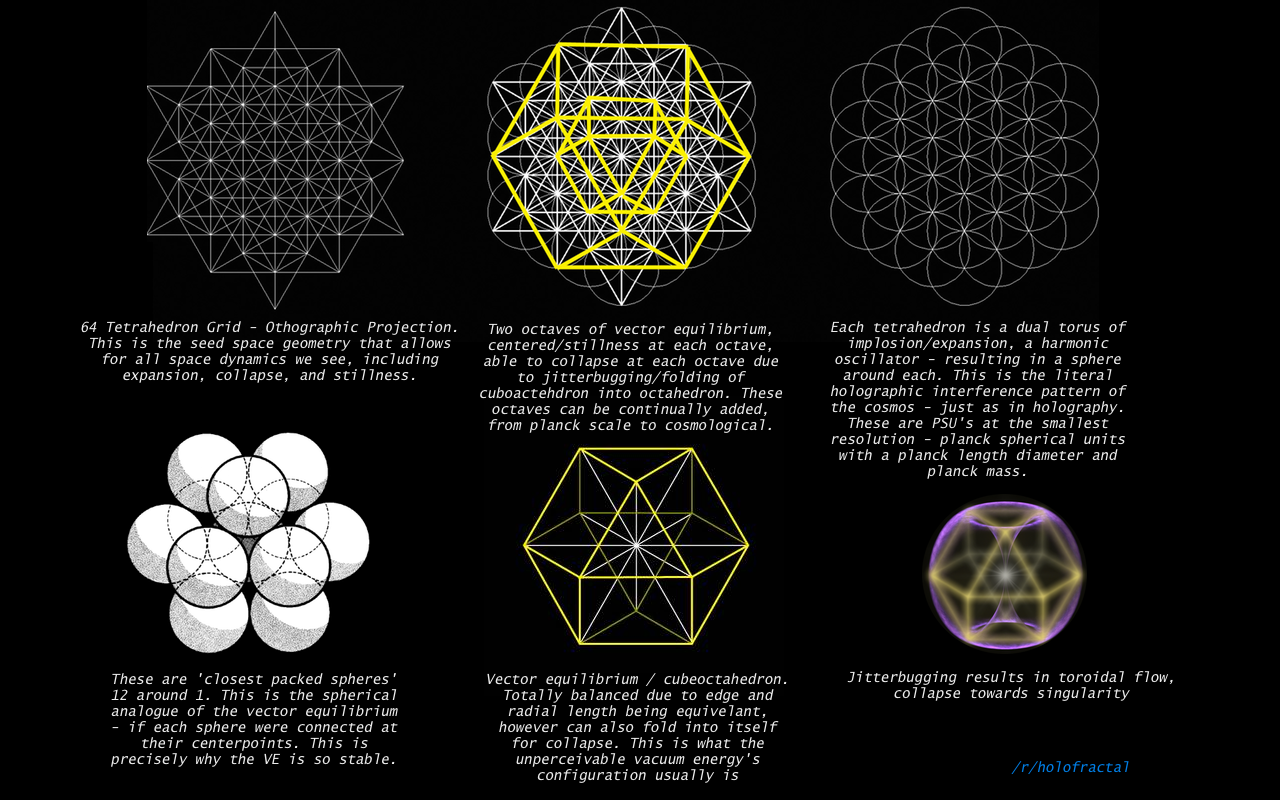 64 Tetrahedron Grid - Othographic Projection.
This is the seed space geometry that allows
for all space dynamics we see, including
expansion, collapse, and stillness.
Two octaves of vector equilibrium,
centered/stillness at each octave,
able to collapse at each octave due
to jitterbugging/folding of
cuboactehdron into octahedron. These
octaves can be continually added,
from planck scale to cosmological.
Each tetrahedron is a dual torus of
implosion/expansion, a harmonic
oscillator - resulting in a sphere
around each. This is the literal
holographic interference pattern of
the cosmos - just as in holography.
These are PSU's at the smallest
resolution - planck spherical units
with a planck length diameter and
planck mass.
These are 'closest packed spheres'
12 around 1. This is the spherical
analogue of the vector equilibrium
- if each sphere were connected at
their centerpoints. This is
precisely why the VE is so stable.
Vector equilibrium / cubeoctahedron.
Totally balanced due to edge and
radial length being equivelant,
however can also fold into itself
for collapse. This is what the
unperceivable vacuum energy's
configuration usually is
Jitterbugging results in toroidal flow,
collapse towards singularity
/r/holofractal